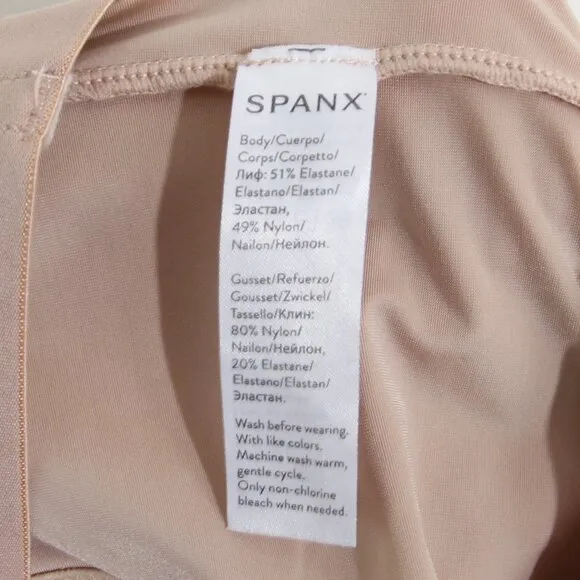 SPANX
Body/Cuerpo/
Corps/Corpetto/
Лиф: 51% Elastane/
Elastano/Elastan/
Эластан,
49% Nylon/
Nailon/Нейлон.
Gusset/Refuerzo/
Gousset/Zwickel/
Tassello/Клин:
80% Nylon/
Nailon/Нейлон,
20% Elastane/
Elastano/Elastan/
Эластан.
Wash before wearing.
With like colors.
Machine wash warm,
gentle cycle.
Only non-chlorine
bleach when needed.